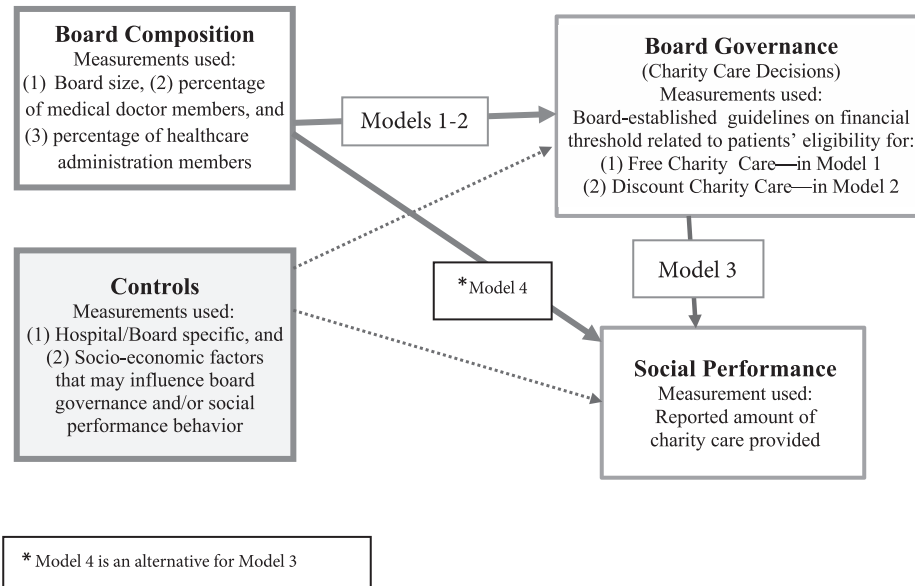 Board Composition
Measurements used:
(1) Board size, (2) percentage
of medical doctor members, and
(3) percentage of healthcare
administration members
Models 1-2
Board Governance
(Charity Care Decisions)
Measurements used:
Board-established guidelines on financial
threshold related to patients’ eligibility for:
(1) Free Charity Care—in Model 1
(2) Discount Charity Care—in Model 2
Controls
Measurements used:
(1) Hospital/Board specific, and
(2) Socio-economic factors
that may influence board
governance and/or social
performance behavior
*Model 4
Model 3
Social Performance
Measurement used:
Reported amount of
charity care provided
* Model 4 is an alternative for Model 3